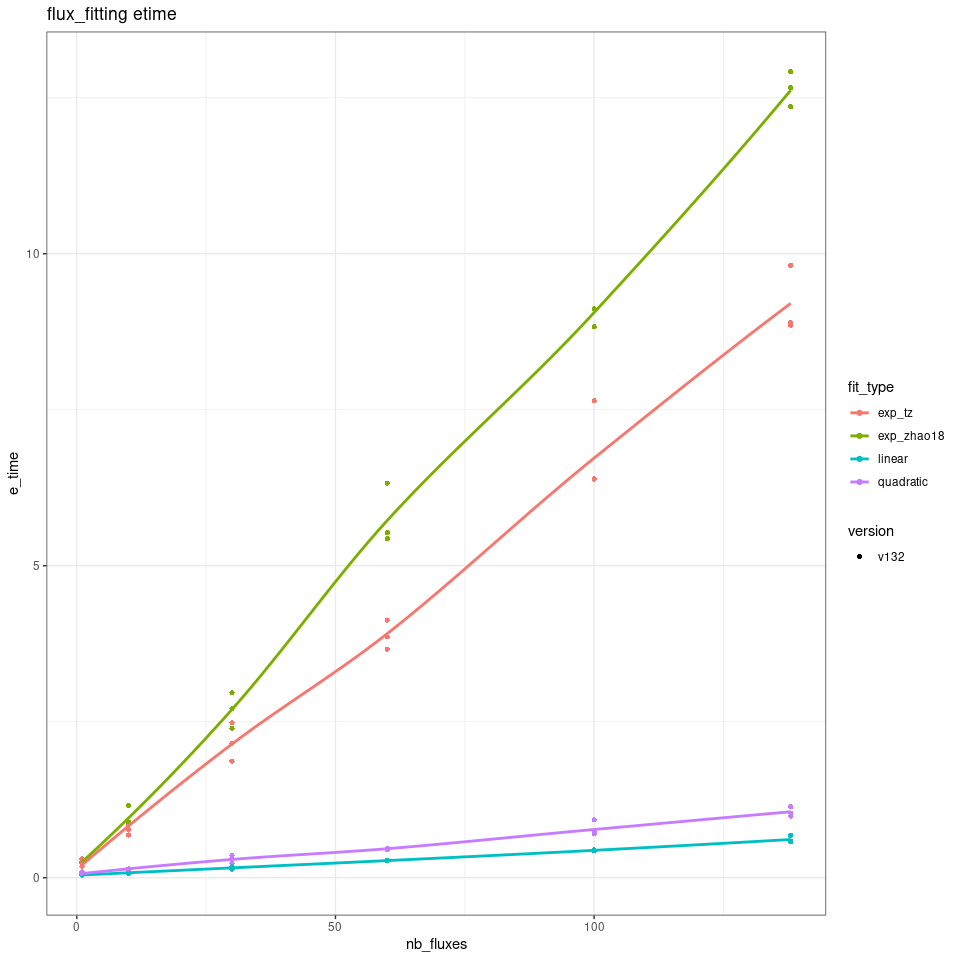 flux_fitting etime
10
5
0
e_time
0
50
100
nb_fluxes
fit_type
exp_tz
exp_zhao18
linear
quadratic
version
v132